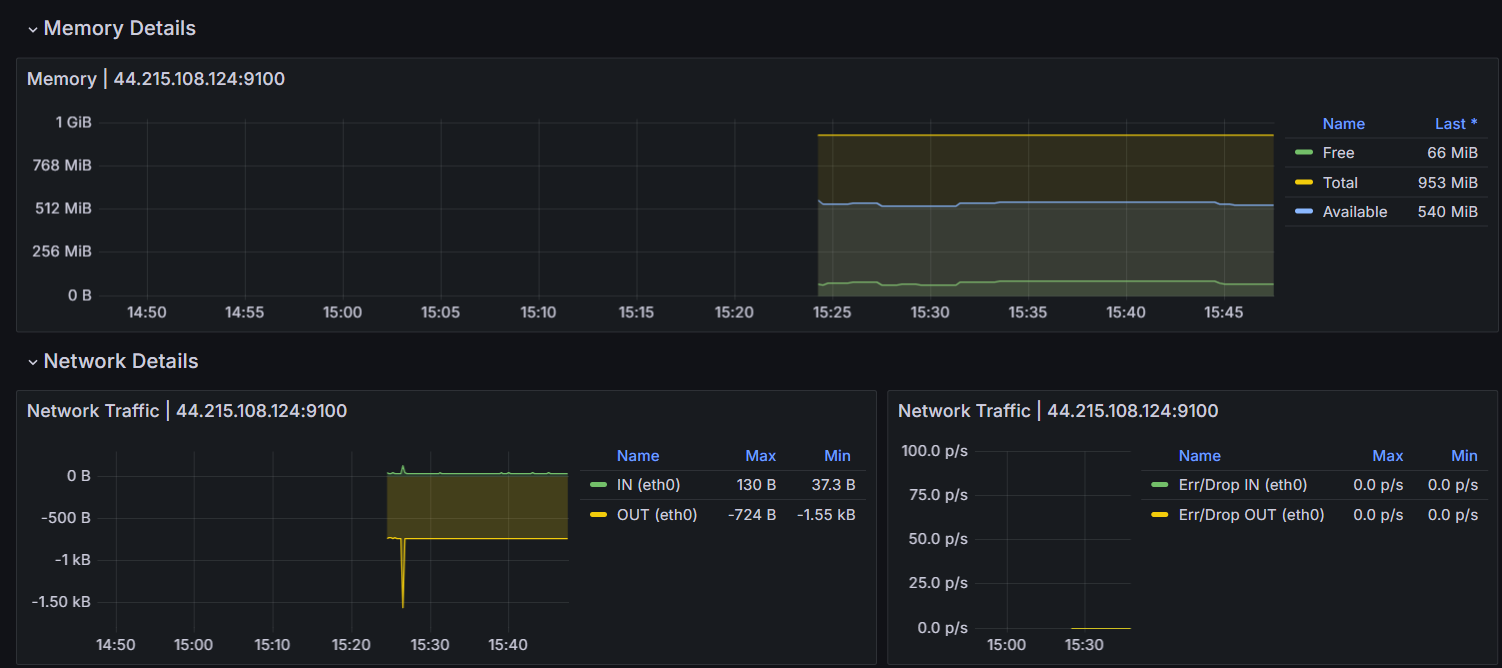 Memory Details
Memory | 44.215.108.124:9100
1 GiB
768 MiB
512 MiB
256 MiB
0 B
14:50 14:55 15:00 15:05 15:10 15:15 15:20 15:25 15:30 15:35 15:40 15:45
Name Last *
Free 66 MiB
Total 953 MiB
Available 540 MiB
Network Details
Network Traffic | 44.215.108.124:9100
0 B
-500 B
-1 kB
-1.50 kB
14:50 15:00 15:10 15:20 15:30 15:40
Name Max Min
IN (eth0) 130 B 37.3 B
OUT (eth0) -724 B -1.55 kB
Network Traffic | 44.215.108.124:9100
100.0 p/s
75.0 p/s
50.0 p/s
25.0 p/s
0.0 p/s
15:00 15:30
Name Max Min
Err/Drop IN (eth0) 0.0 p/s 0.0 p/s
Err/Drop OUT (eth0) 0.0 p/s 0.0 p/s